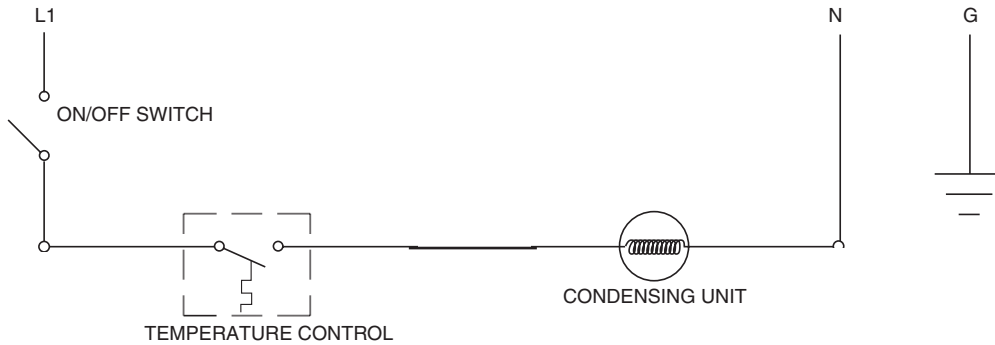 L1
N
G
ON/OFF SWITCH
CONDENSING UNIT
TEMPERATURE CONTROL